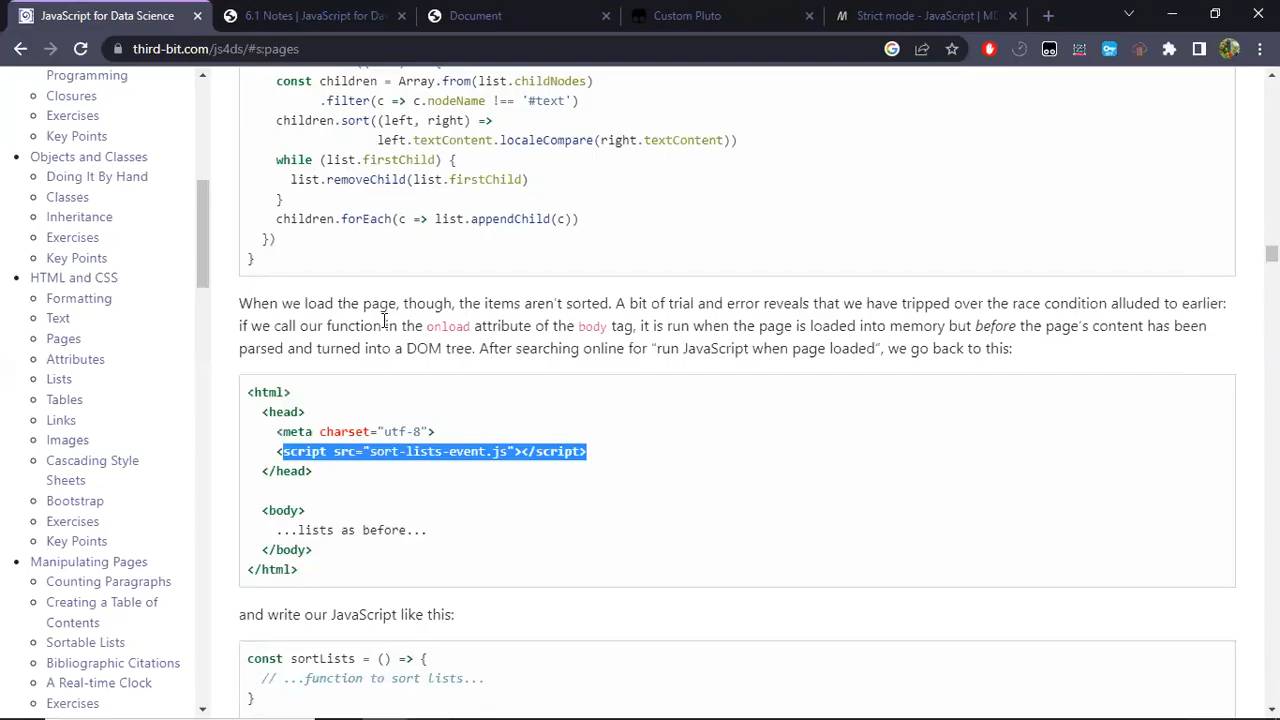 JavaScript for Data Science
6.1 Notes | JavaScript for Da
Document
Custom Pluto
Strict mode - JavaScript | MD
third-bit.com/js4ds/#s:pages
Programming
Closures
Exercises
Key Points
Objects and Classes
Doing It By Hand
Classes
Inheritance
Exercises
Key Points
HTML and CSS
Formatting
Text
Pages
Attributes
Lists
Tables
Links
Images
Cascading Style
Sheets
Bootstrap
Exercises
Key Points
Manipulating Pages
Counting Paragraphs
Creating a Table of
Contents
Sortable Lists
Bibliographic Citations
A Real-time Clock
Exercises
const children = Array.from(list.childNodes)
.filter(c => c.nodeName !== '#text')
children.sort((left, right) =>
left.textContent.localeCompare(right.textContent))
while (list.firstChild) {
list.removeChild(list.firstChild)
}
children.forEach(c => list.appendChild(c))
})
}
When we load the page, though, the items aren’t sorted. A bit of trial and error reveals that we have tripped over the race condition alluded to earlier:
if we call our function in the onload attribute of the body tag, it is run when the page is loaded into memory but before the page’s content has been
parsed and turned into a DOM tree. After searching online for “run JavaScript when page loaded”, we go back to this:
<html>
<head>
<meta charset="utf-8">
<script src="sort-lists-event.js"></script>
</head>
<body>
...lists as before...
</body>
</html>
and write our JavaScript like this:
const sortLists = () => {
// ...function to sort lists...
}